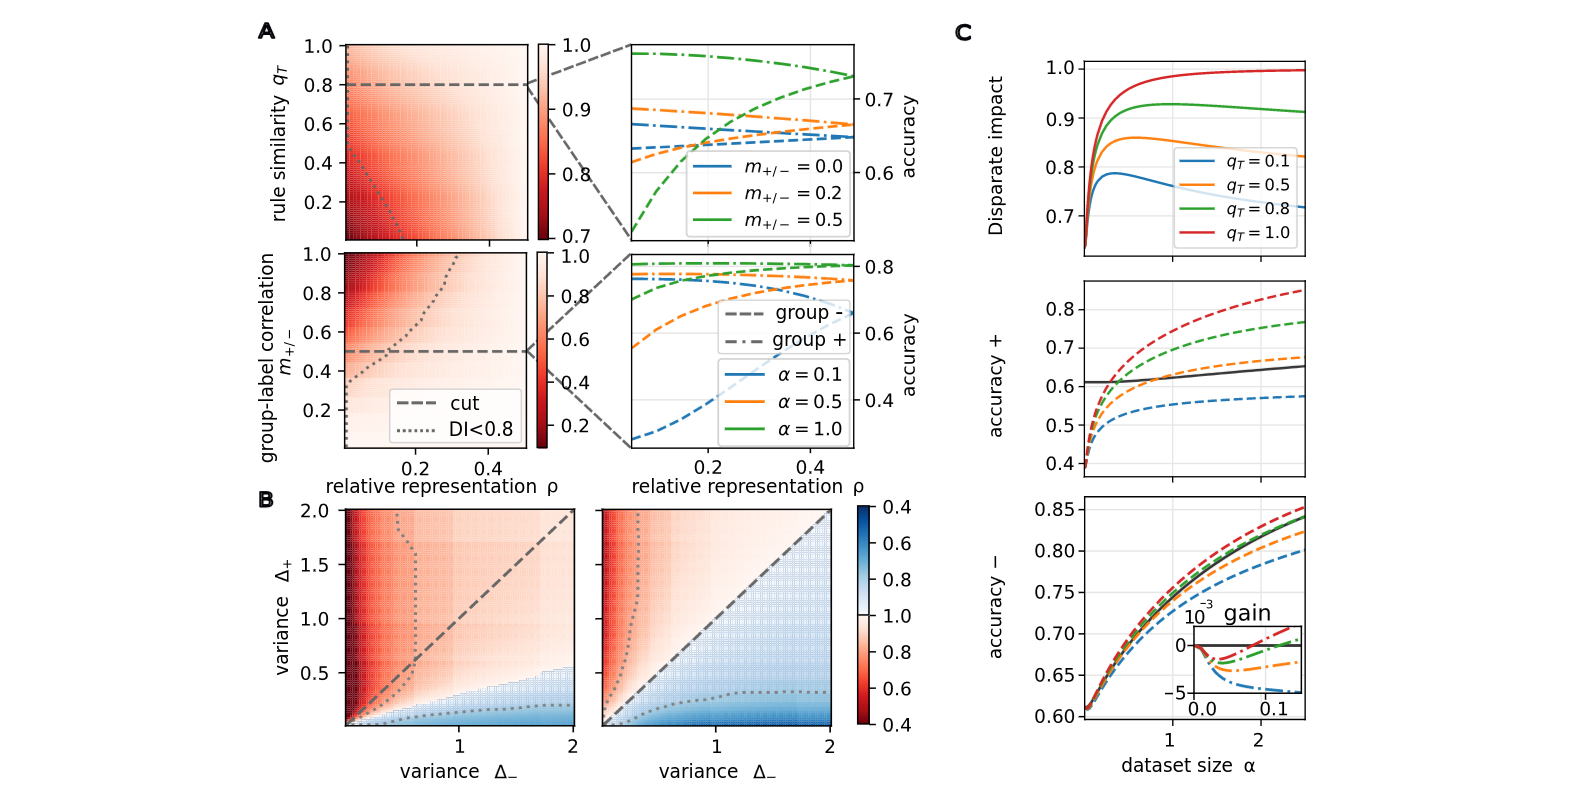 A
1.0
0.8
0.6
0.4
0.2
rule similarity q_T
1.0
0.9
0.8
0.7
0.7
0.6
accuracy
m+/− = 0.0
m+/− = 0.2
m+/− = 0.5
1.0
0.8
0.6
0.4
0.2
group-label correlation
m+/−
cut
DI<0.8
0.2
0.4
relative representation ρ
1.0
0.8
0.6
0.4
0.2
group -
group +
α = 0.1
α = 0.5
α = 1.0
0.8
0.6
0.4
accuracy
0.2
0.4
relative representation ρ
B
2.0
1.5
1.0
0.5
variance Δ+
1
2
variance Δ−
1
2
variance Δ−
0.4
0.6
0.8
1.0
0.8
0.6
0.4
C
1.0
0.9
0.8
0.7
Disparate impact
q_T = 0.1
q_T = 0.5
q_T = 0.8
q_T = 1.0
0.8
0.7
0.6
0.5
0.4
accuracy +
0.85
0.80
0.75
0.70
0.65
0.60
accuracy −
10⁻³ gain
0
−5
0.0
0.1
1
2
dataset size α